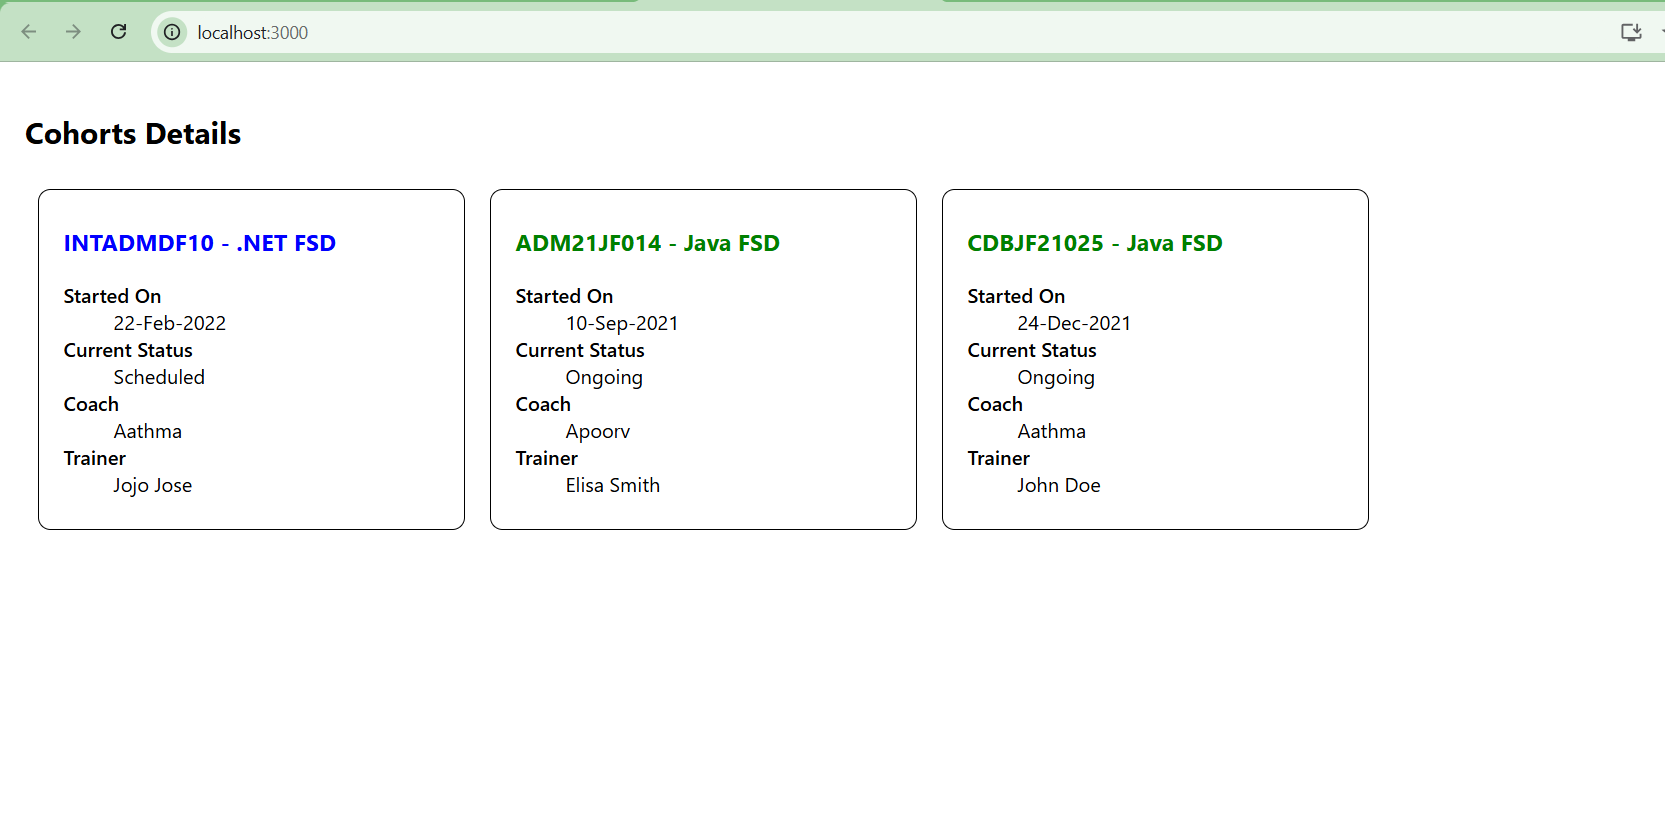 localhost:3000
Cohorts Details
INTADMDF10 - .NET FSD
Started On
22-Feb-2022
Current Status
Scheduled
Coach
Aathma
Trainer
Jojo Jose
ADM21JF014 - Java FSD
Started On
10-Sep-2021
Current Status
Ongoing
Coach
Apoorv
Trainer
Elisa Smith
CDBJF21025 - Java FSD
Started On
24-Dec-2021
Current Status
Ongoing
Coach
Aathma
Trainer
John Doe